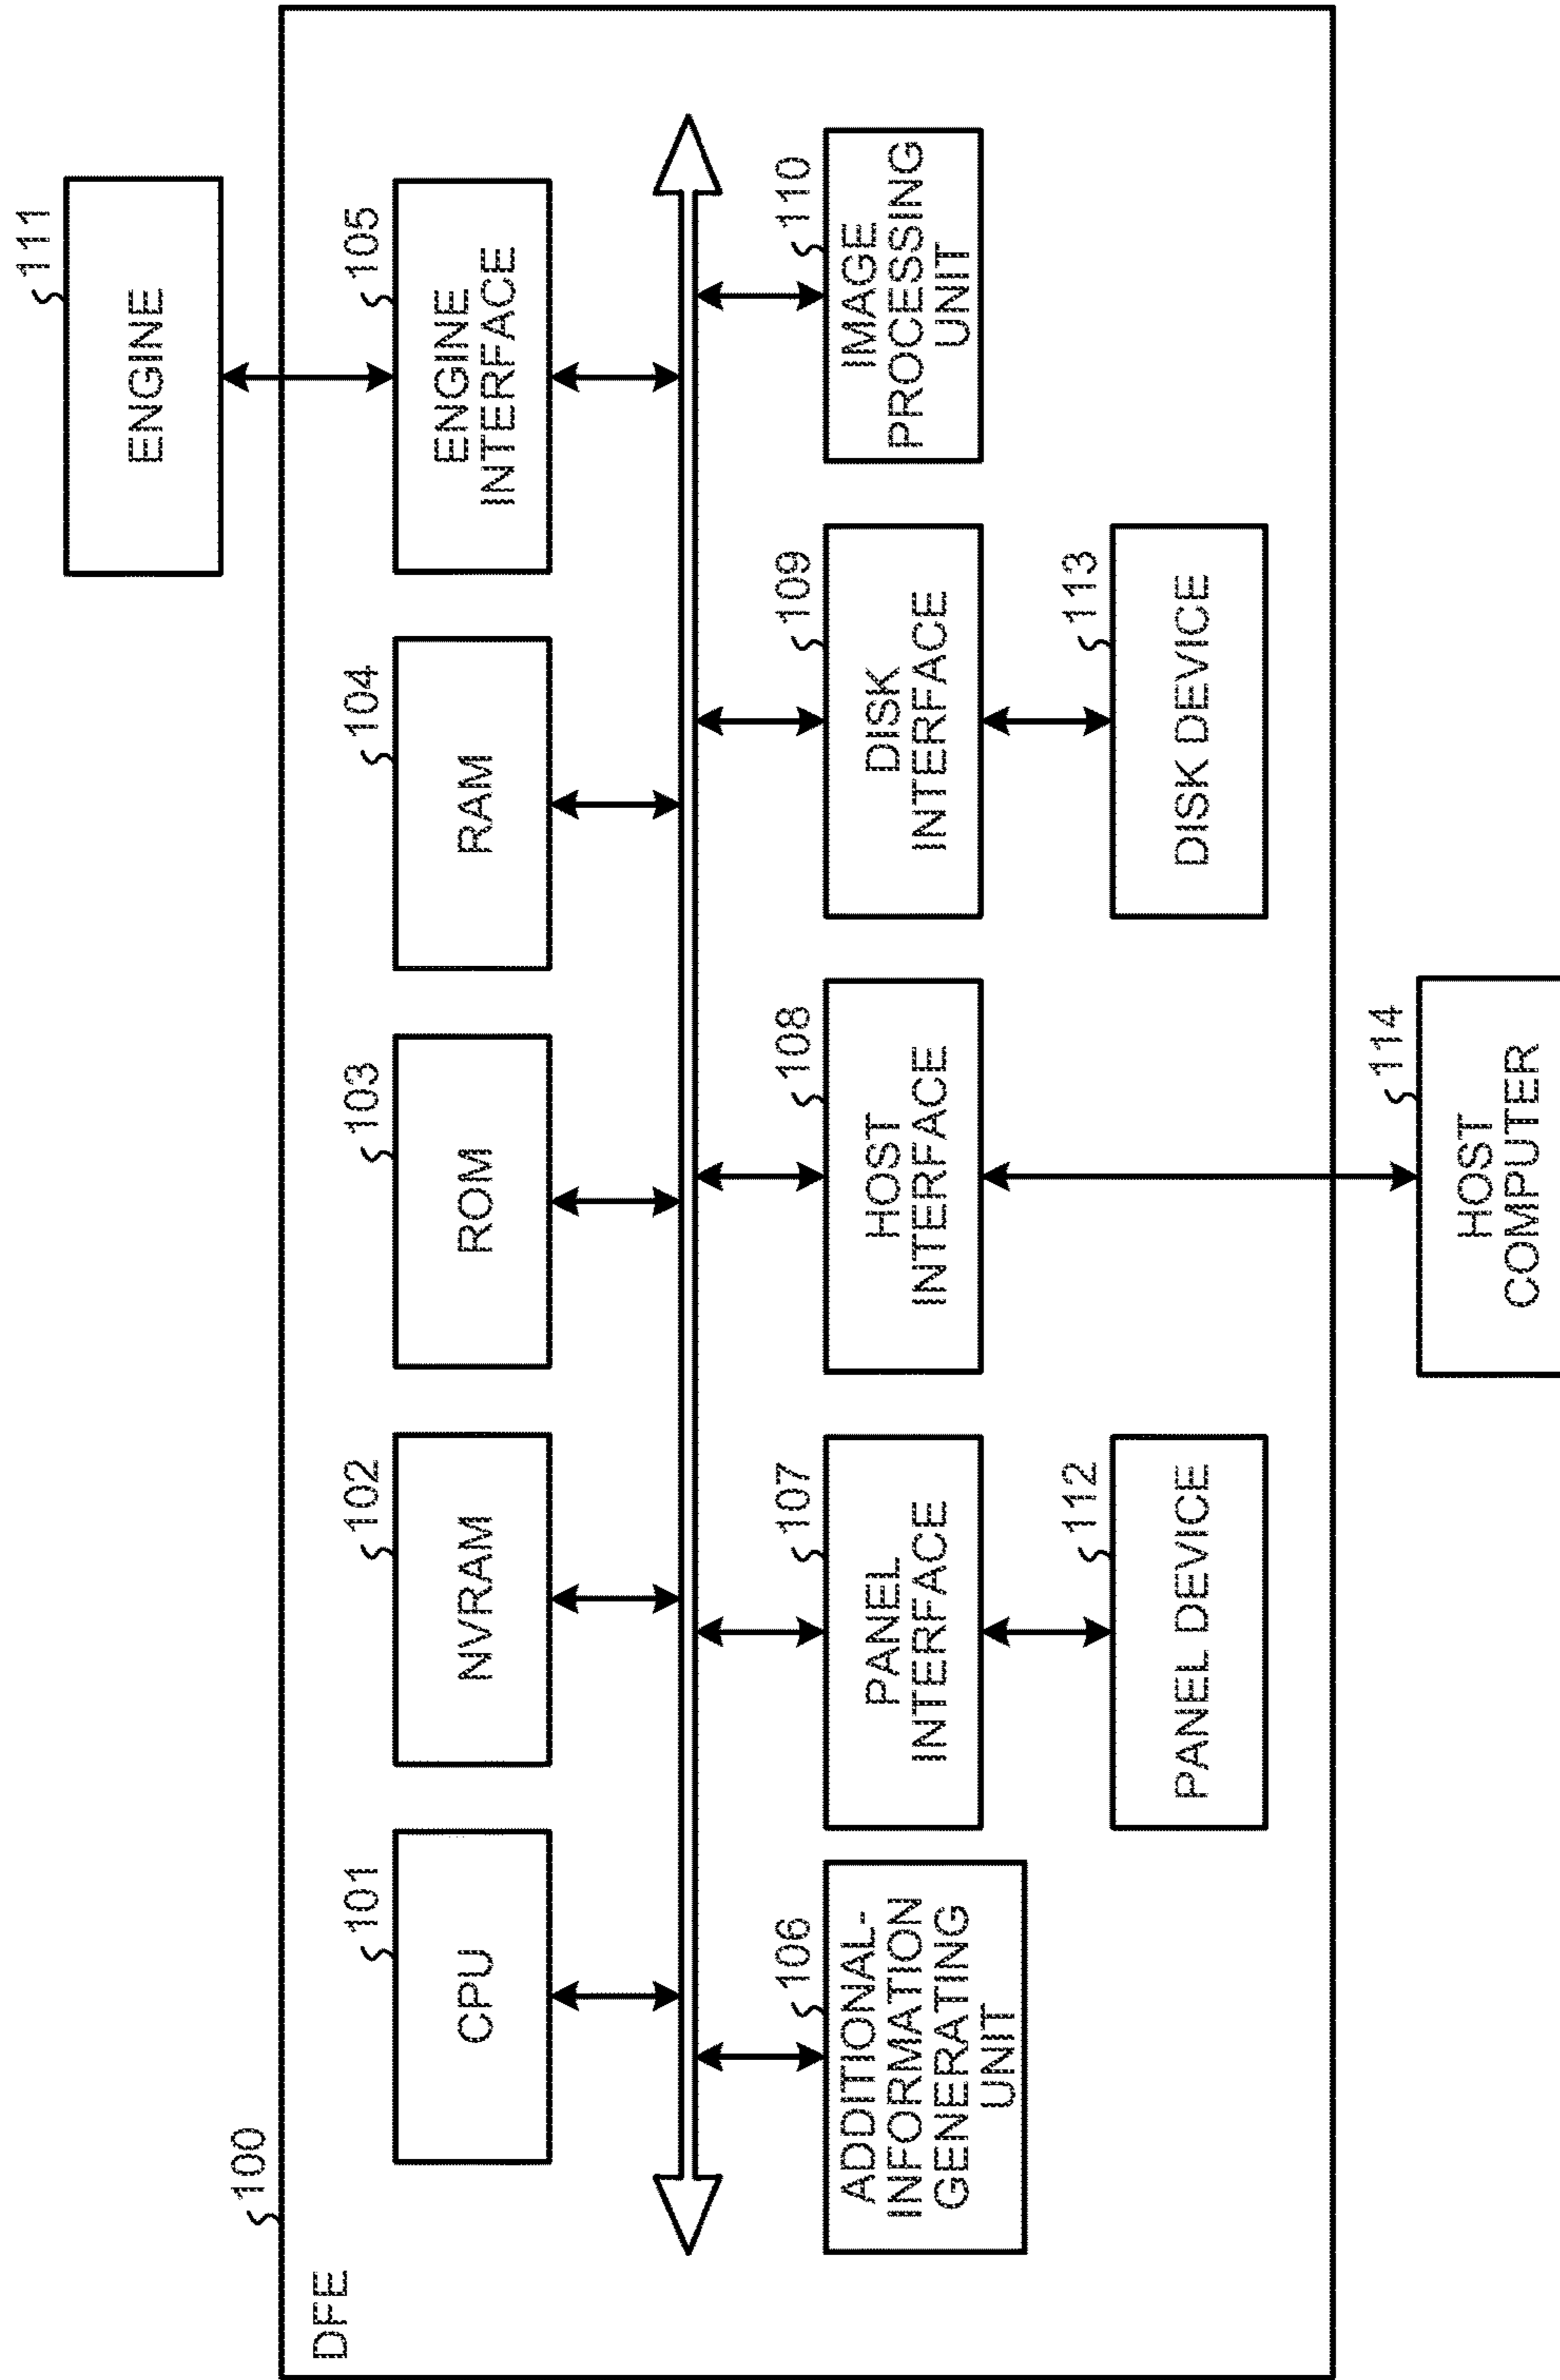 DFE
100
101
CPU
102
NVRAM
103
ROM
104
RAM
105
ENGINE
INTERFACE
111
ENGINE
106
ADDITIONAL-
INFORMATION
GENERATING
UNIT
107
PANEL
INTERFACE
108
HOST
INTERFACE
109
DISK
INTERFACE
110
IMAGE
PROCESSING
UNIT
112
PANEL DEVICE
113
DISK DEVICE
114
HOST
COMPUTER